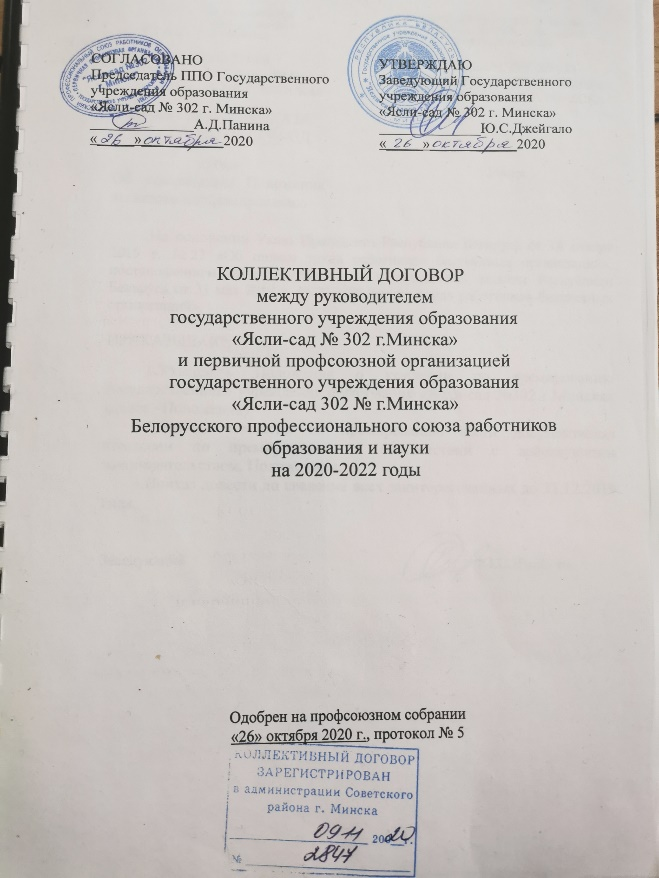 СОГЛАСОВАНО
Председатель ППО Государственного
учреждения образования
«Ясли-сад № 302 г. Минска»
А.Д.Панина
« 26 » октября 2020
УТВЕРЖДАЮ
Заведующий Государственного
учреждения образования
«Ясли-сад № 302 г. Минска»
Ю.С.Джейгало
« 26 » октября 2020
КОЛЛЕКТИВНЫЙ ДОГОВОР
между руководителем
государственного учреждения образования
«Ясли-сад № 302 г.Минска»
и первичной профсоюзной организацией
государственного учреждения образования
«Ясли-сад 302 № г.Минска»
Белорусского профессионального союза работников
образования и науки
на 2020-2022 годы
Одобрен на профсоюзном собрании
«26» октября 2020 г., протокол № 5
КОЛЛЕКТИВНЫЙ ДОГОВОР
ЗАРЕГИСТРИРОВАН
в администрации Советского
района г. Минска
0911 2020 г.
№ 2847